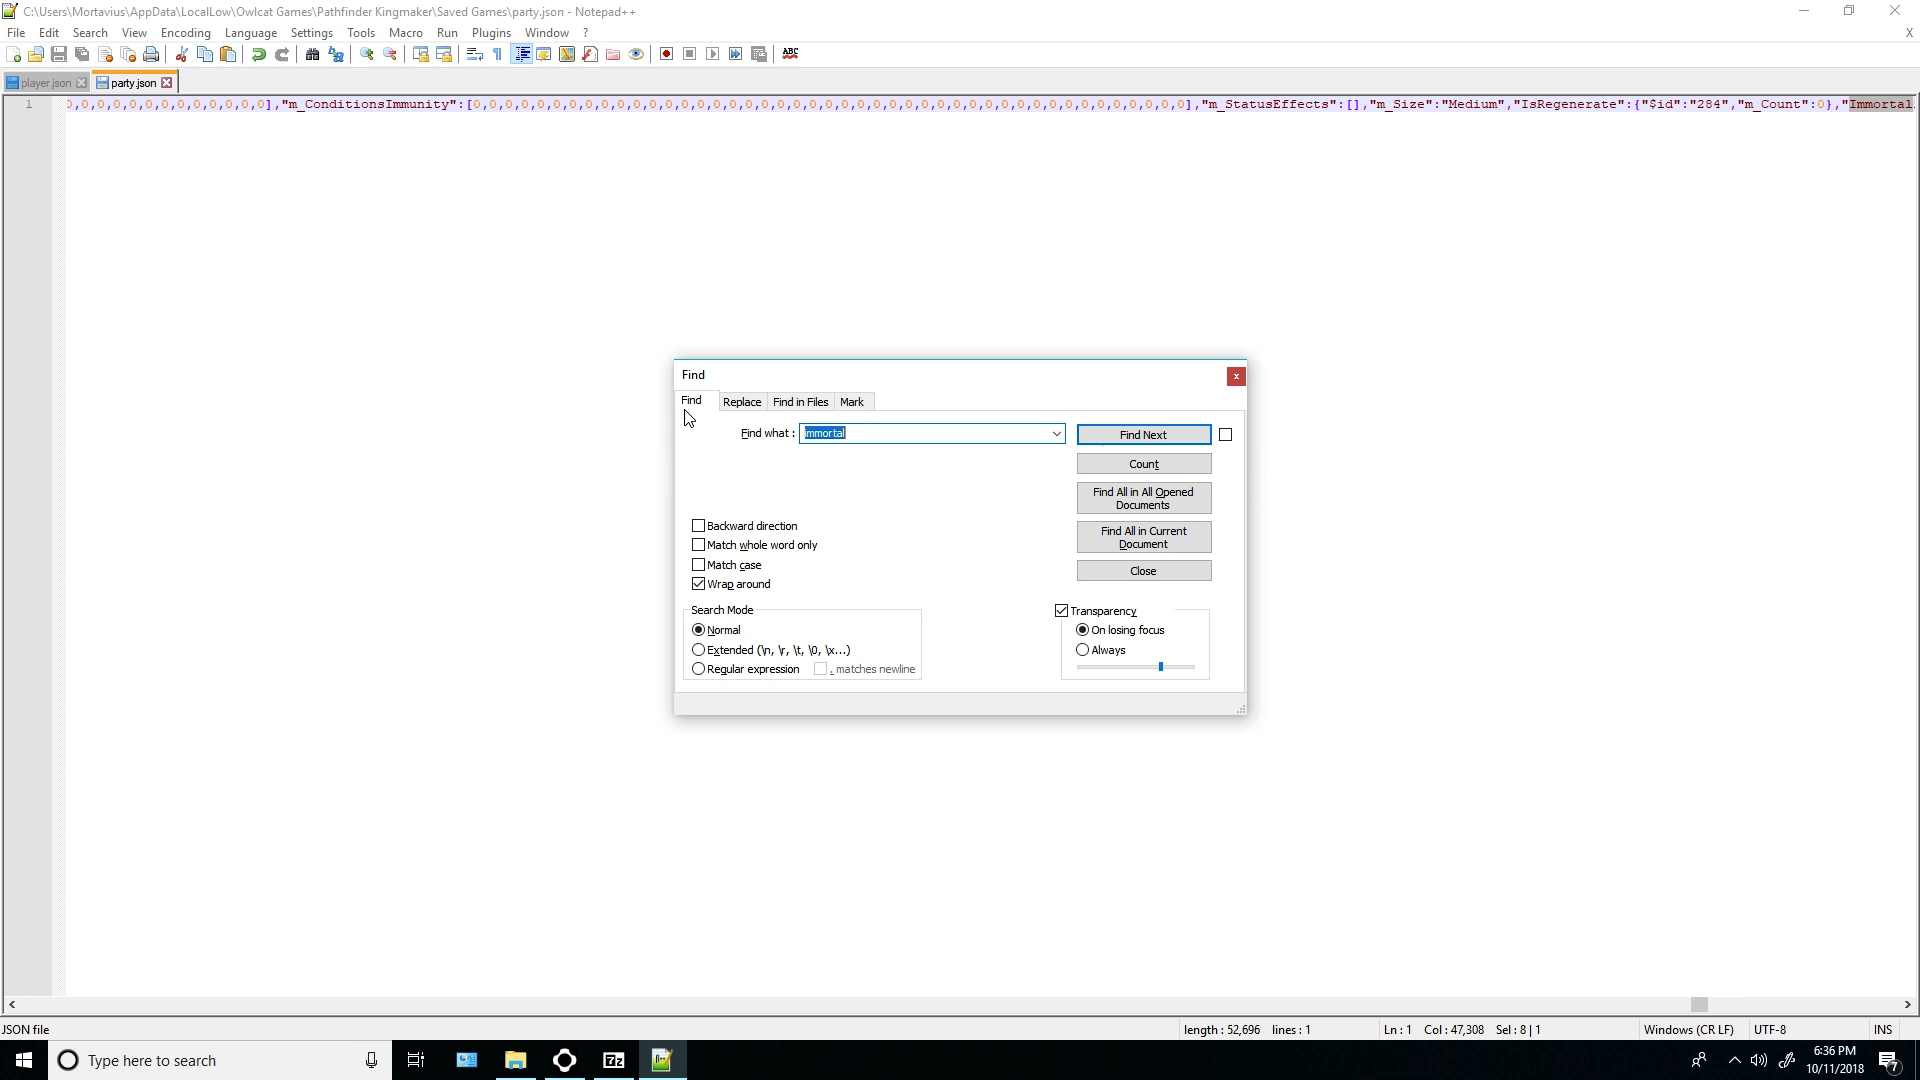 C:\Users\Mortavius\AppData\LocalLow\Owlcat Games\Pathfinder Kingmaker\Saved Games\party.json - Notepad++
File Edit Search View Encoding Language Settings Tools Macro Run Plugins Window ? X
player.json party.json
1 0,0,0,0,0,0,0,0,0,0,0,0,0],"m_ConditionsImmunity":[0,0,0,0,0,0,0,0,0,0,0,0,0,0,0,0,0,0,0,0,0,0,0,0,0,0,0,0,0,0,0,0,0,0,0,0,0,0,0,0,0,0,0,0,0],"m_StatusEffects":[],"m_Size":"Medium","IsRegenerate":{"$id":"284","m_Count":0},"Immortal
Find x
Find Replace Find in Files Mark
Find what : immortal Find Next
Count
Find All in All Opened Documents
Backward direction
Match whole word only
Find All in Current Document
Match case
Close
Wrap around
Search Mode
Transparency
Normal
On losing focus
Extended (\n, \r, \t, \0, \x...)
Always
Regular expression . matches newline
JSON file length : 52,696 lines : 1 Ln : 1 Col : 47,308 Sel : 8 | 1 Windows (CR LF) UTF-8 INS
Type here to search
7z
6:36 PM
10/11/2018
7